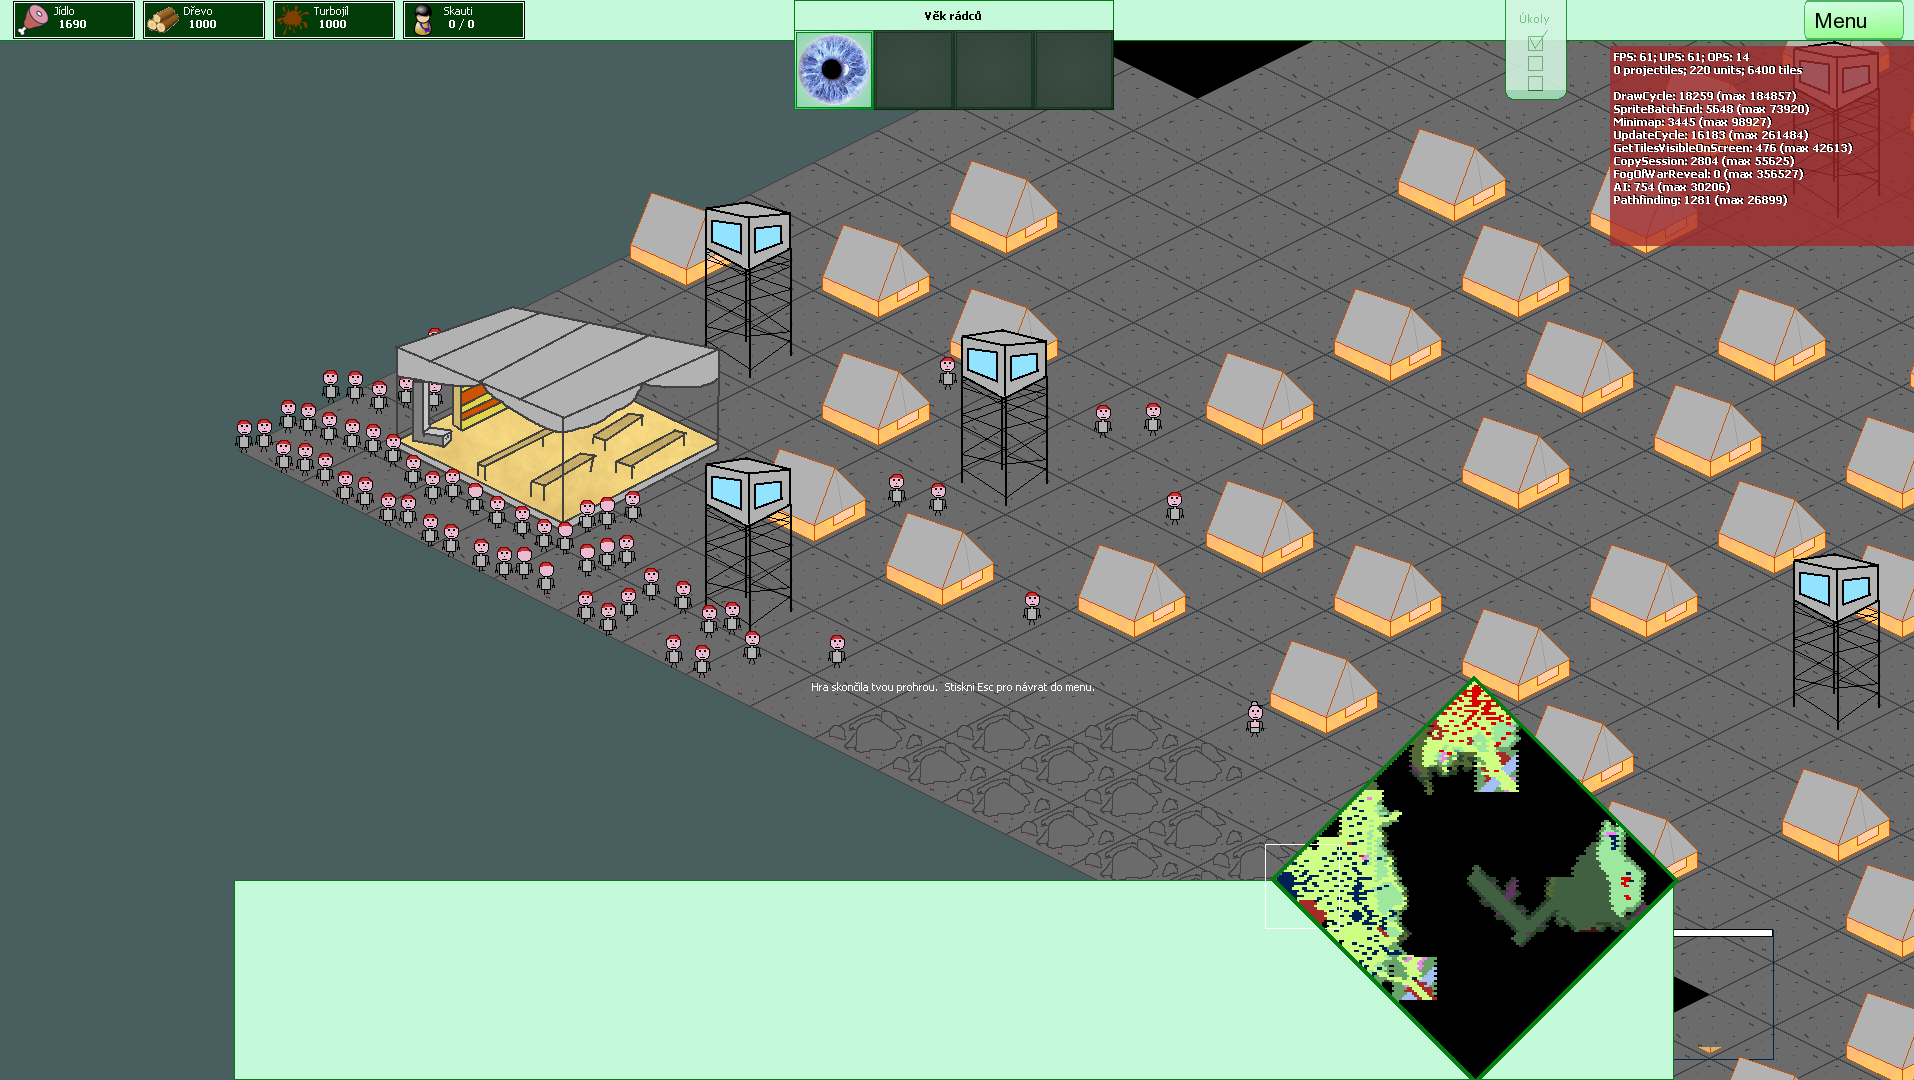 Jídlo
1690
Dřevo
1000
Turbojíl
1000
Skauti
0 / 0
Věk rádců
Úkoly
Menu
FPS: 61; UPS: 61; OPS: 14
0 projectiles; 220 units; 6400 tiles
DrawCycle: 18259 (max 184857)
SpriteBatchEnd: 5648 (max 73920)
Minimap: 3445 (max 98927)
UpdateCycle: 16183 (max 261484)
GetTilesVisibleOnScreen: 476 (max 42613)
CopySession: 2804 (max 55625)
FogOfWarReveal: 0 (max 356527)
AI: 754 (max 30206)
Pathfinding: 1281 (max 26899)
Hra skončila tvou prohrou.  Stiskni Esc pro návrat do menu.